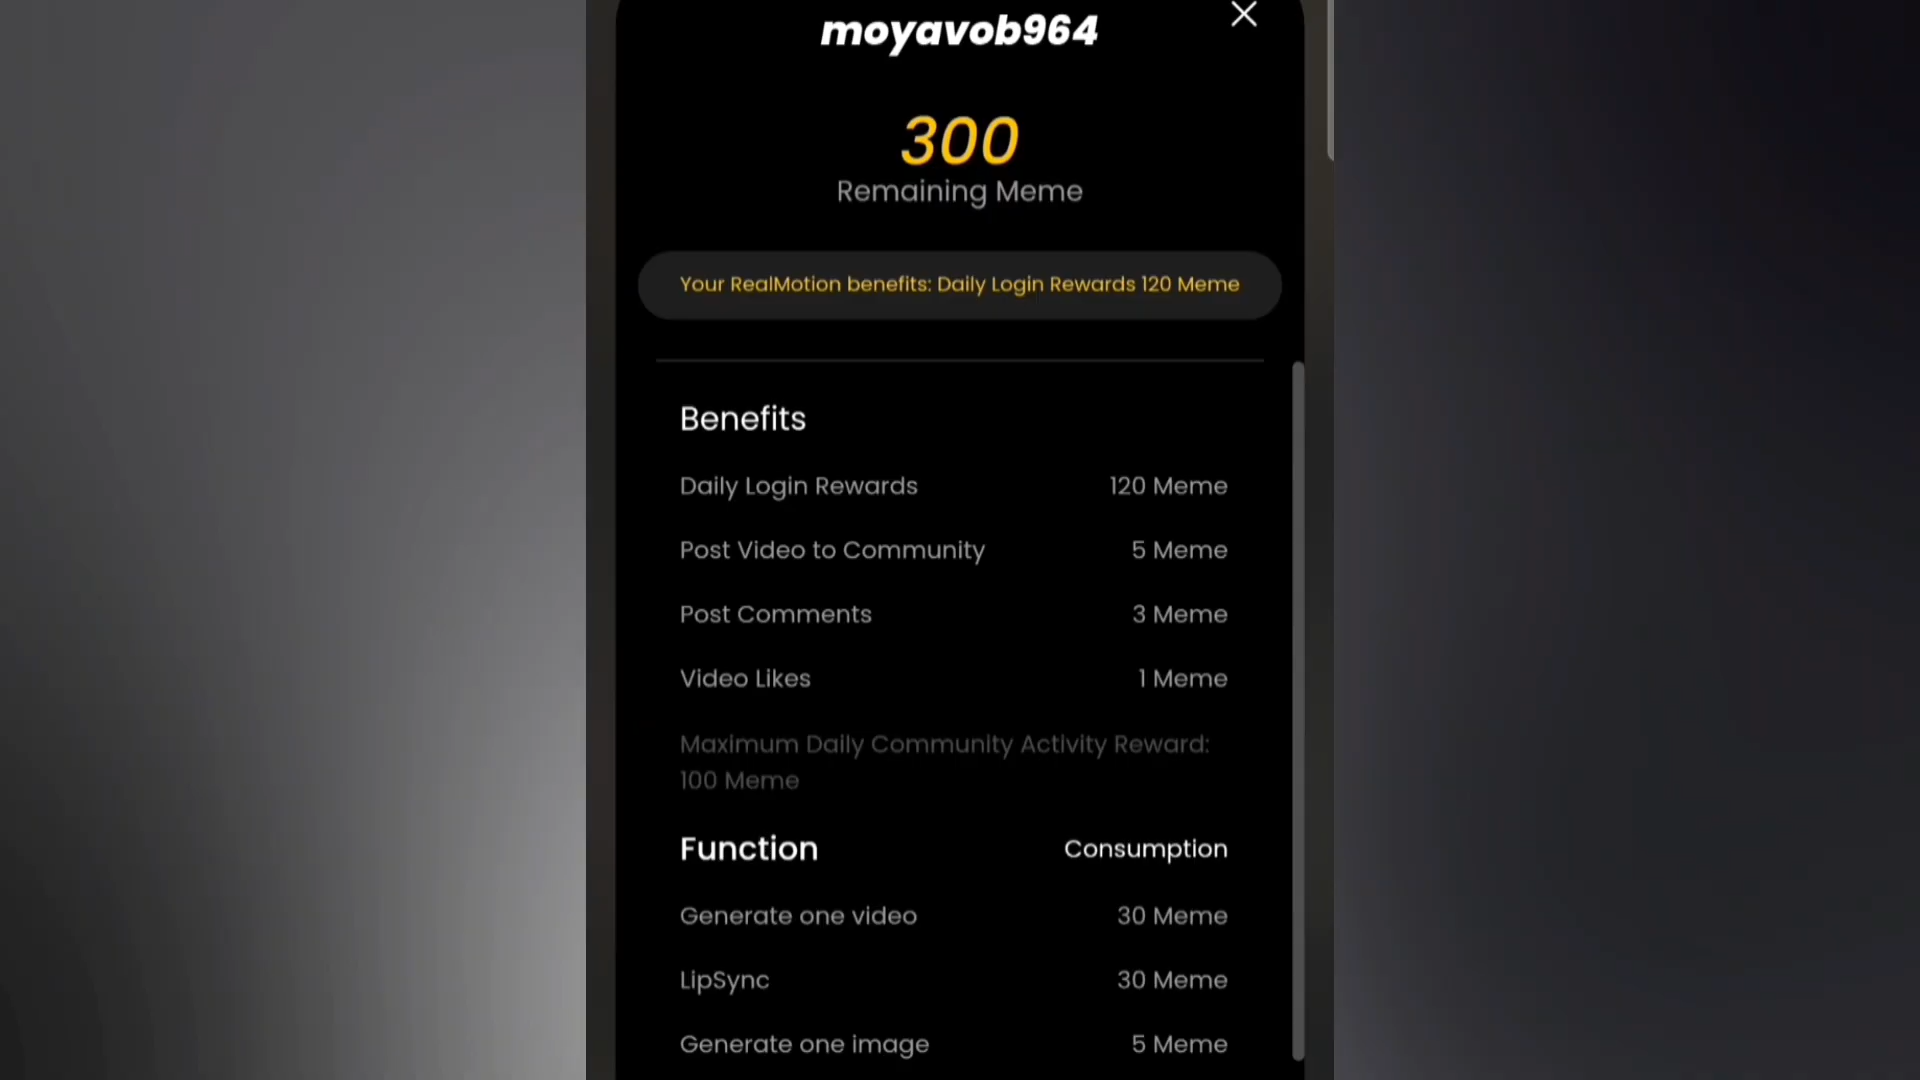 moyavob964
300
Remaining Meme
Your RealMotion benefits: Daily Login Rewards 120 Meme
Benefits
Daily Login Rewards 120 Meme
Post Video to Community 5 Meme
Post Comments 3 Meme
Video Likes 1 Meme
Maximum Daily Community Activity Reward:
100 Meme
Function Consumption
Generate one video 30 Meme
LipSync 30 Meme
Generate one image 5 Meme